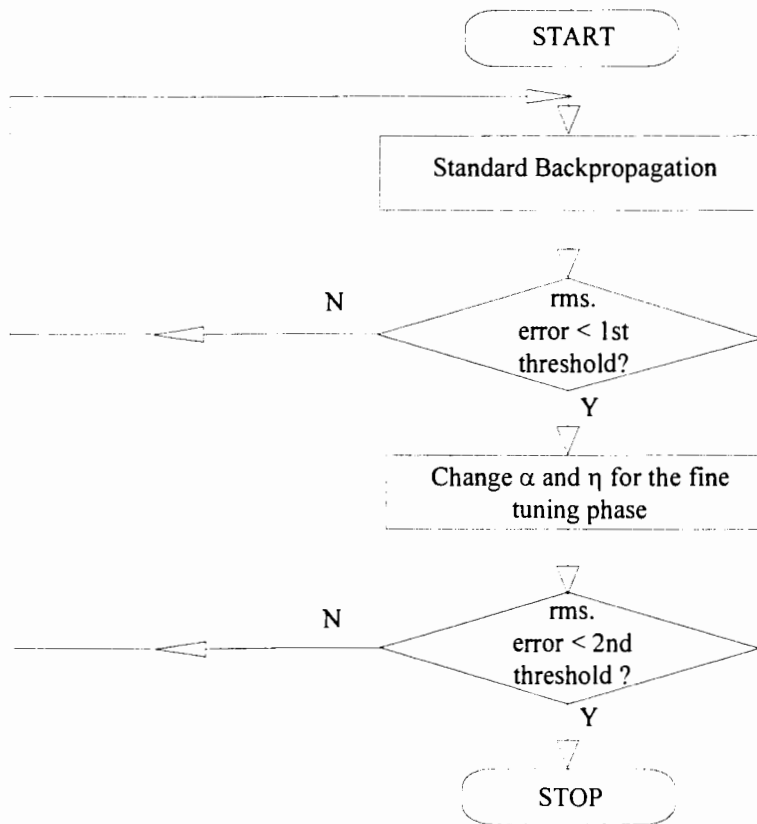 START
Standard Backpropagation
N
rms.
error < 1st
threshold?
Y
Change α and η for the fine
tuning phase
N
rms.
error < 2nd
threshold ?
Y
STOP